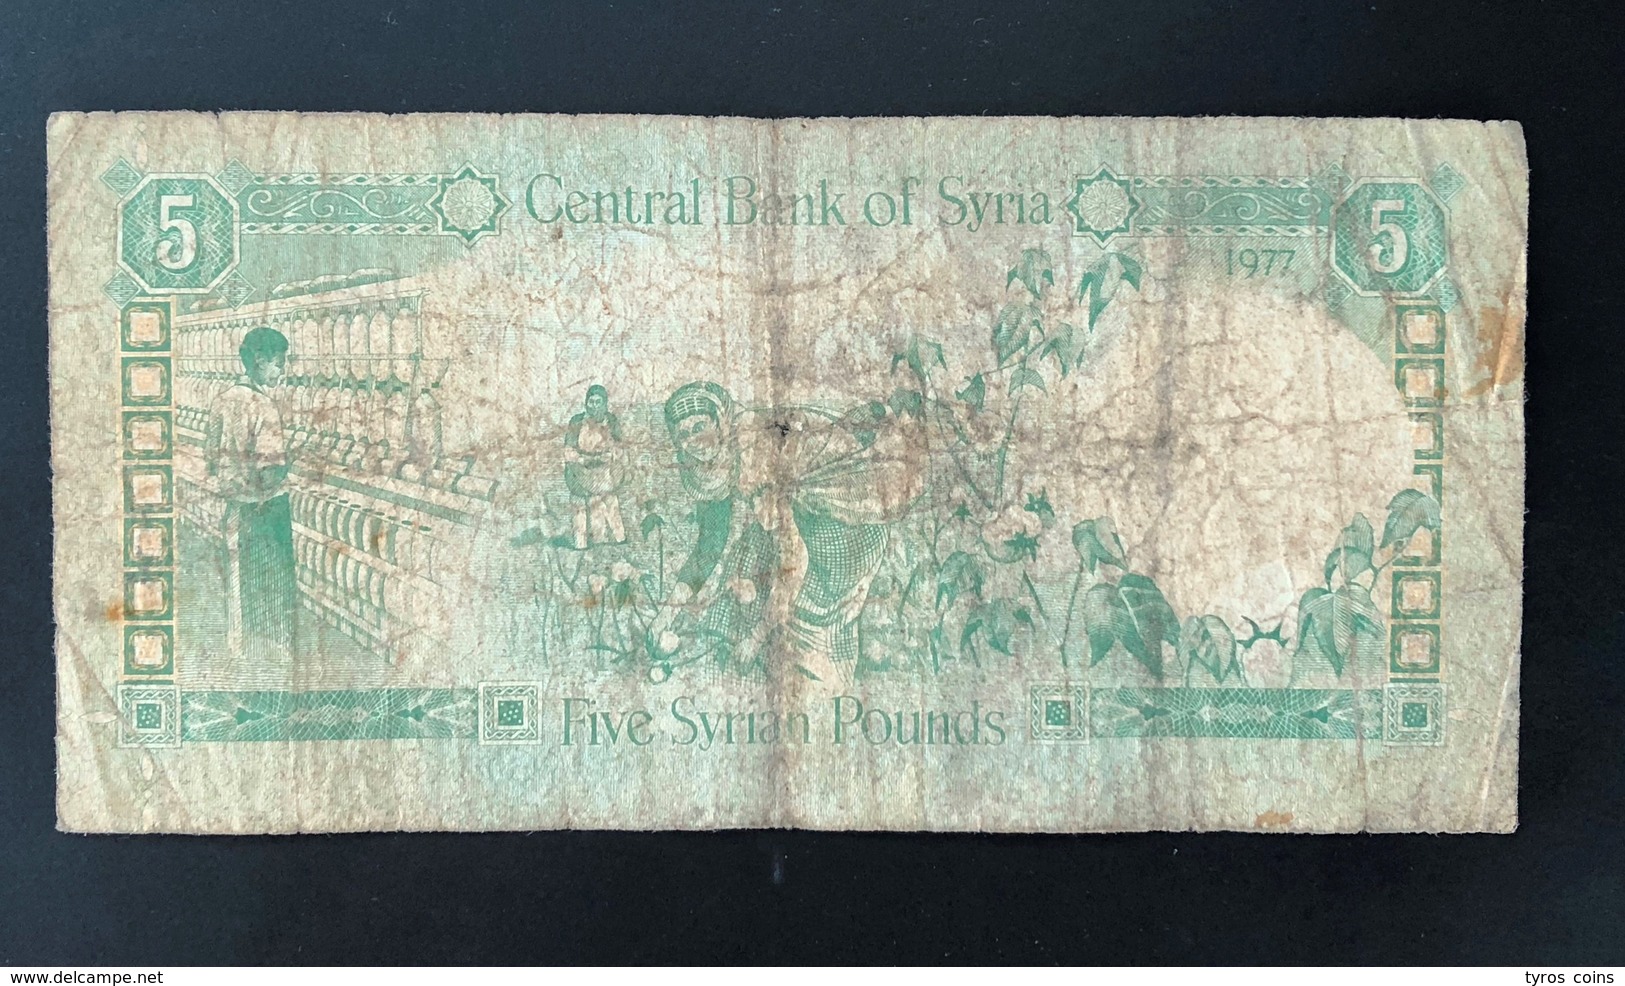 5 Central Bank of Syria 5
1977
Five Syrian Pounds
www.delcampe.net
tyros coins